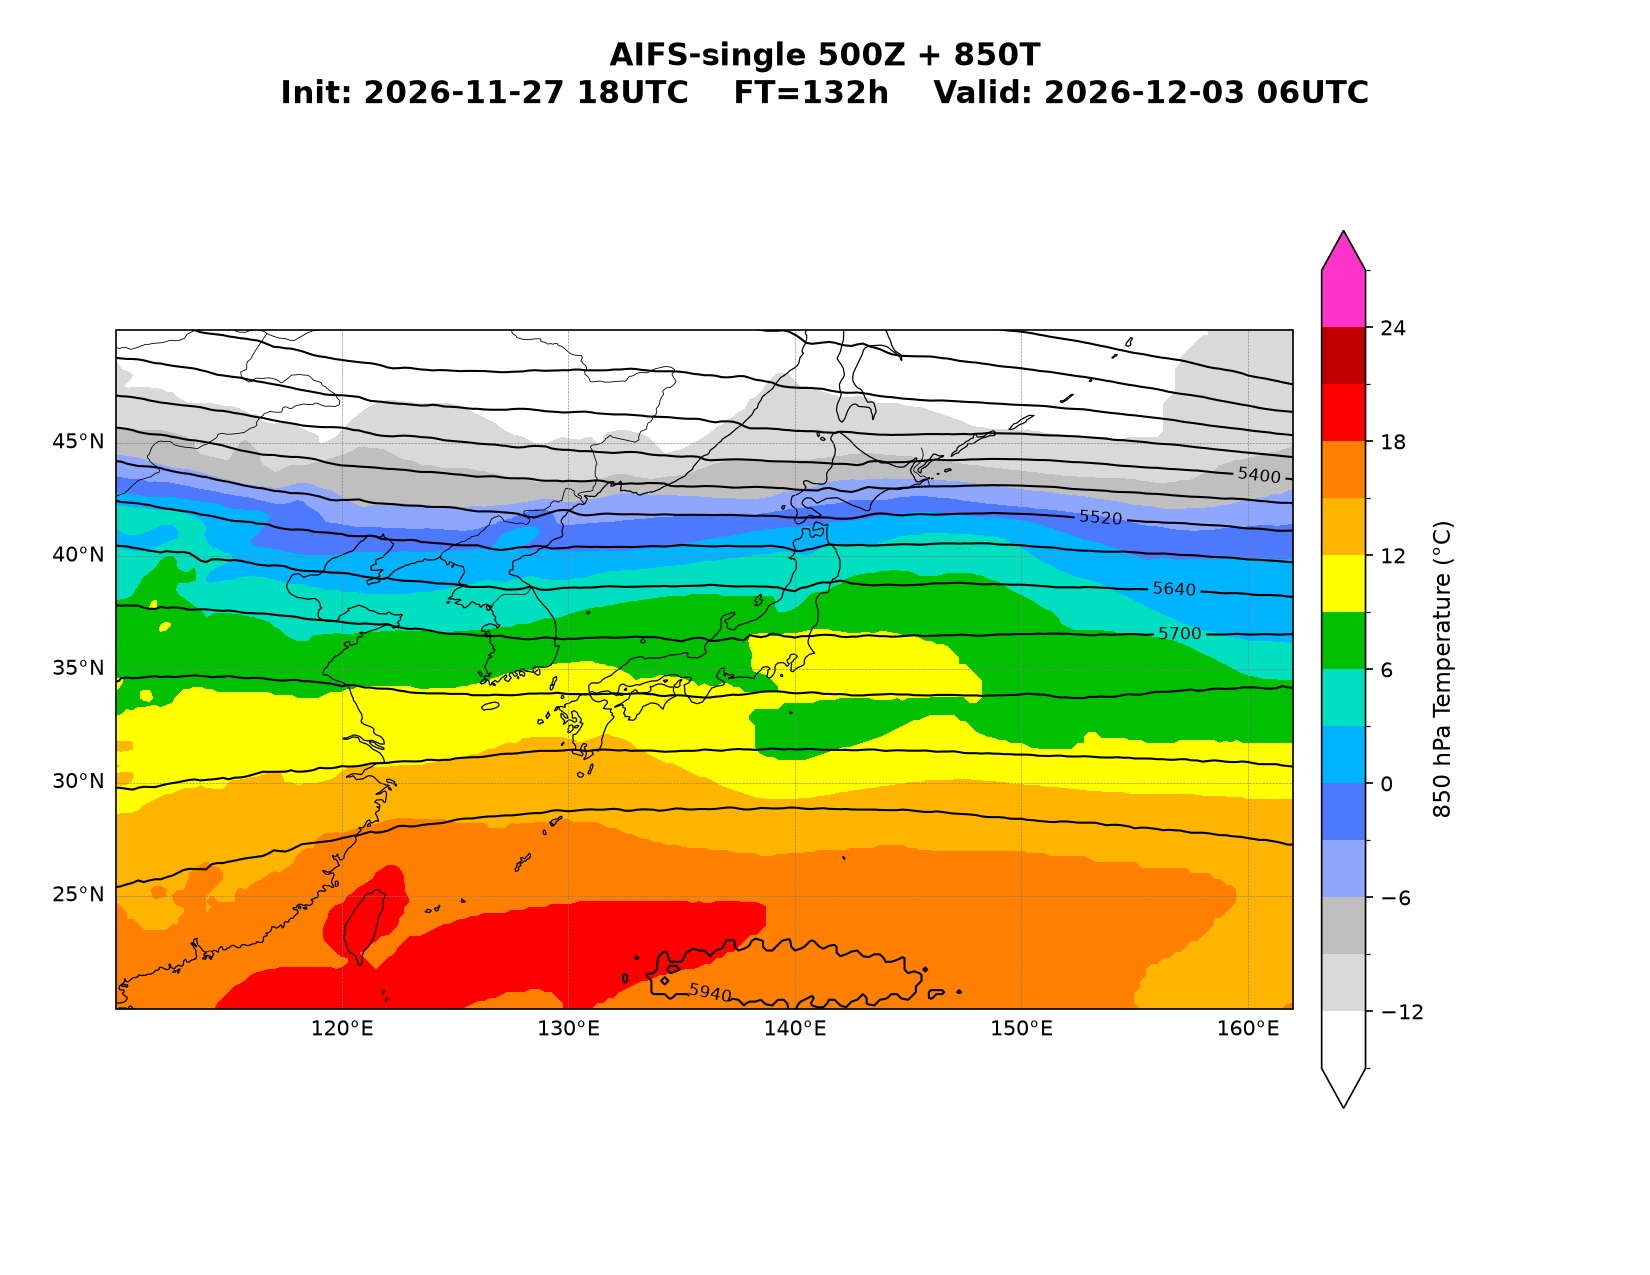 AIFS-single 500Z + 850T
Init: 2026-11-27 18UTC    FT=132h    Valid: 2026-12-03 06UTC
45°N
40°N
35°N
30°N
25°N
120°E
130°E
140°E
150°E
160°E
5400
5520
5640
5700
5940
24
18
12
6
0
−6
−12
850 hPa Temperature (°C)